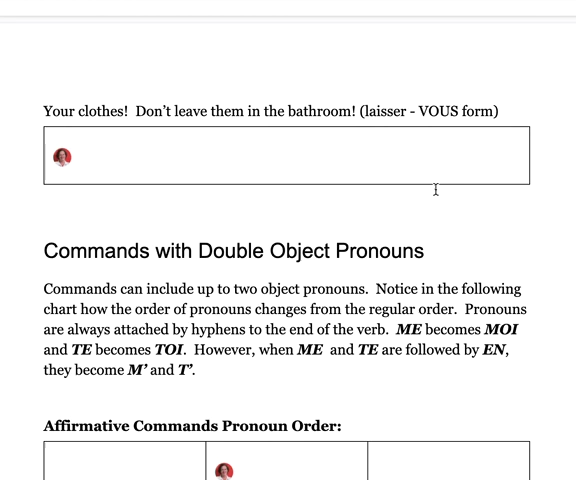 Your clothes!  Don’t leave them in the bathroom! (laisser - VOUS form)
Commands with Double Object Pronouns
Commands can include up to two object pronouns.  Notice in the following
chart how the order of pronouns changes from the regular order.  Pronouns
are always attached by hyphens to the end of the verb.  ME becomes MOI
and TE becomes TOI.  However, when ME  and TE are followed by EN,
they become M’ and T’.
Affirmative Commands Pronoun Order: